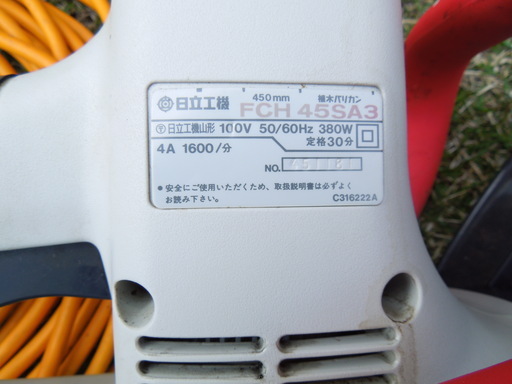 450mm 植木バリカン
日立工機 FCH 45SA3
〒日立工機山形 100V 50/60Hz 380W
4A 1600/分 定格30分
NO.
●安全にご使用いただくため、取扱説明書は必ずよく
お読み下さい。
C316222A